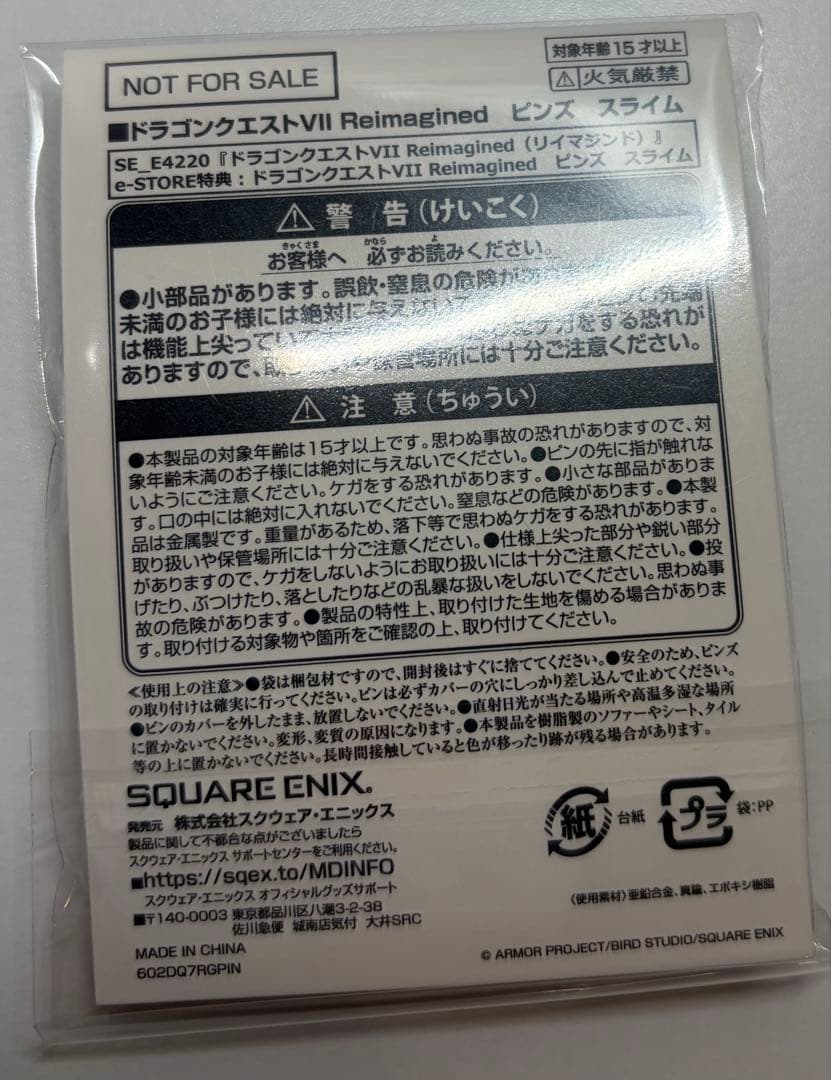 対象年齢15才以上
NOT FOR SALE
⚠火気厳禁
■ドラゴンクエストVII Reimagined ピンズ スライム
SE_E4220『ドラゴンクエストVII Reimagined（リイマジンド）』
e-STORE特典：ドラゴンクエストVII Reimagined ピンズ スライム
⚠警 告(けいこく)
お客様へ 必ずお読みください。
きゃくさま かなら よ
●小部品があります。誤飲・窒息の危険が
未満のお子様には絶対に与え 先端
は機能上尖ってい ケガをする恐れが
ありますので、取 保管場所には十分ご注意ください。
⚠注 意(ちゅうい)
●本製品の対象年齢は15才以上です。思わぬ事故の恐れがありますので、対
象年齢未満のお子様には絶対に与えないでください。●ピンの先に指が触れな
いようにご注意ください。ケガをする恐れがあります。●小さな部品がありま
す。口の中には絶対に入れないでください。窒息などの危険があります。●本製
品は金属製です。重量があるため、落下等で思わぬケガをする恐れがあります。
取り扱いや保管場所には十分ご注意ください。●仕様上尖った部分や鋭い部分
がありますので、ケガをしないようにお取り扱いには十分ご注意ください。●投
げたり、ぶつけたり、落としたりなどの乱暴な扱いをしないでください。思わぬ事
故の危険があります。●製品の特性上、取り付けた生地を傷める場合がありま
す。取り付ける対象物や箇所をご確認の上、取り付けてください。
≪使用上の注意≫●袋は梱包材ですので、開封後はすぐに捨ててください。●安全のため、ピンズ
の取り付けは確実に行ってください。ピンは必ずカバーの穴にしっかり差し込んで止めてください。
●ピンのカバーを外したまま、放置しないでください。●直射日光が当たる場所や高温多湿な場所
に置かないでください。変形、変質の原因になります。●本製品を樹脂製のソファーやシート、タイル
等の上に置かないでください。長時間接触していると色が移ったり跡が残る場合があります。
SQUARE ENIX®
発売元 株式会社スクウェア・エニックス
製品に関して不都合な点がございましたら
スクウェア・エニックス サポートセンターをご利用ください。
■https://sqex.to/MDINFO
スクウェア・エニックス オフィシャルグッズサポート
■〒140-0003 東京都品川区八潮3-2-38
佐川急便 城南店気付 大井SRC
MADE IN CHINA
602DQ7RGPIN
紙 台紙
プラ 袋:PP
〈使用素材〉亜鉛合金、真鍮、エポキシ樹脂
© ARMOR PROJECT/BIRD STUDIO/SQUARE ENIX